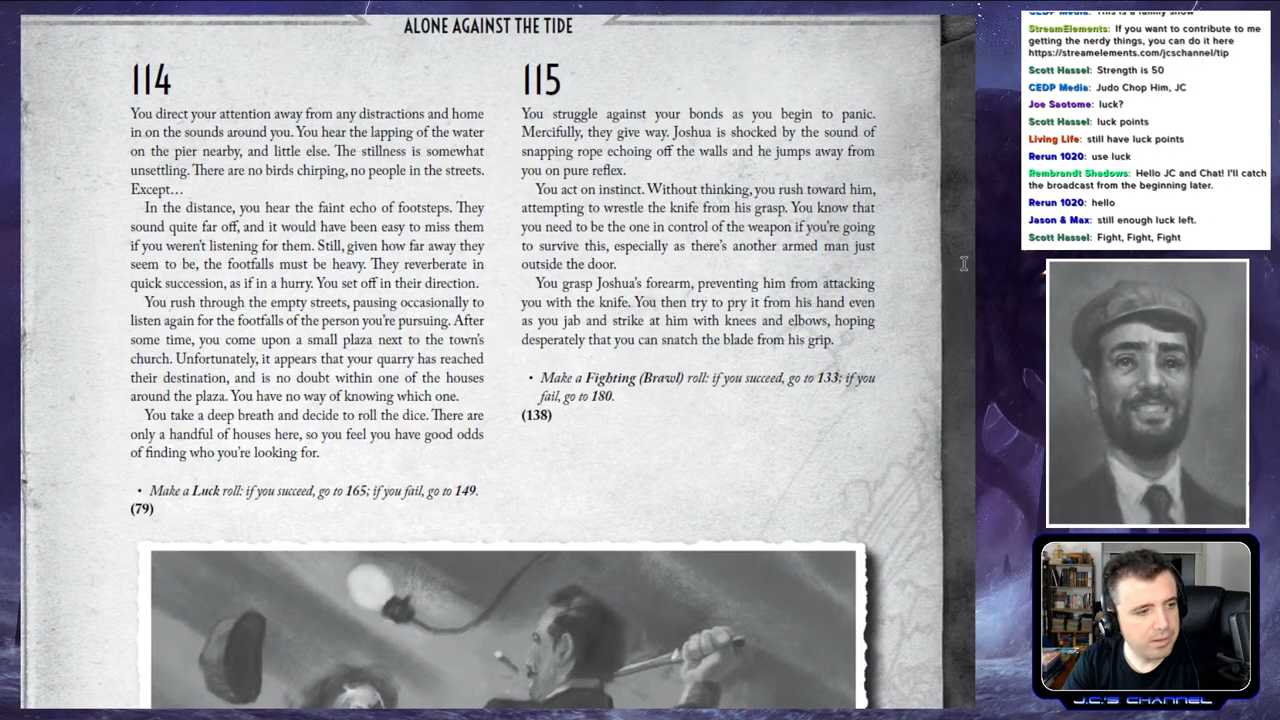 ALONE AGAINST THE TIDE
114
You direct your attention away from any distractions and home
in on the sounds around you. You hear the lapping of the water
on the pier nearby, and little else. The stillness is somewhat
unsettling. There are no birds chirping, no people in the streets.
Except…
In the distance, you hear the faint echo of footsteps. They
sound quite far off, and it would have been easy to miss them
if you weren't listening for them. Still, given how far away they
seem to be, the footfalls must be heavy. They reverberate in
quick succession, as if in a hurry. You set off in their direction.
You rush through the empty streets, pausing occasionally to
listen again for the footfalls of the person you're pursuing. After
some time, you come upon a small plaza next to the town's
church. Unfortunately, it appears that your quarry has reached
their destination, and is no doubt within one of the houses
around the plaza. You have no way of knowing which one.
You take a deep breath and decide to roll the dice. There are
only a handful of houses here, so you feel you have good odds
of finding who you're looking for.
• Make a Luck roll: if you succeed, go to 165; if you fail, go to 149.
(79)
115
You struggle against your bonds as you begin to panic.
Mercifully, they give way. Joshua is shocked by the sound of
snapping rope echoing off the walls and he jumps away from
you on pure reflex.
You act on instinct. Without thinking, you rush toward him,
attempting to wrestle the knife from his grasp. You know that
you need to be the one in control of the weapon if you're going
to survive this, especially as there's another armed man just
outside the door.
You grasp Joshua's forearm, preventing him from attacking
you with the knife. You then try to pry it from his hand even
as you jab and strike at him with knees and elbows, hoping
desperately that you can snatch the blade from his grip.
• Make a Fighting (Brawl) roll: if you succeed, go to 133; if you
fail, go to 180.
(138)
CEDP Media: This is a family show
StreamElements: If you want to contribute to me
getting the nerdy things, you can do it here
https://streamelements.com/jcschannel/tip
Scott Hassel: Strength is 50
CEDP Media: Judo Chop Him, JC
Joe Saotome: luck?
Scott Hassel: luck points
Living Life: still have luck points
Rerun 1020: use luck
Rembrandt Shadows: Hello JC and Chat! I'll catch
the broadcast from the beginning later.
Rerun 1020: hello
Jason & Max: still enough luck left.
Scott Hassel: Fight, Fight, Fight
J.C.'S CHANNEL